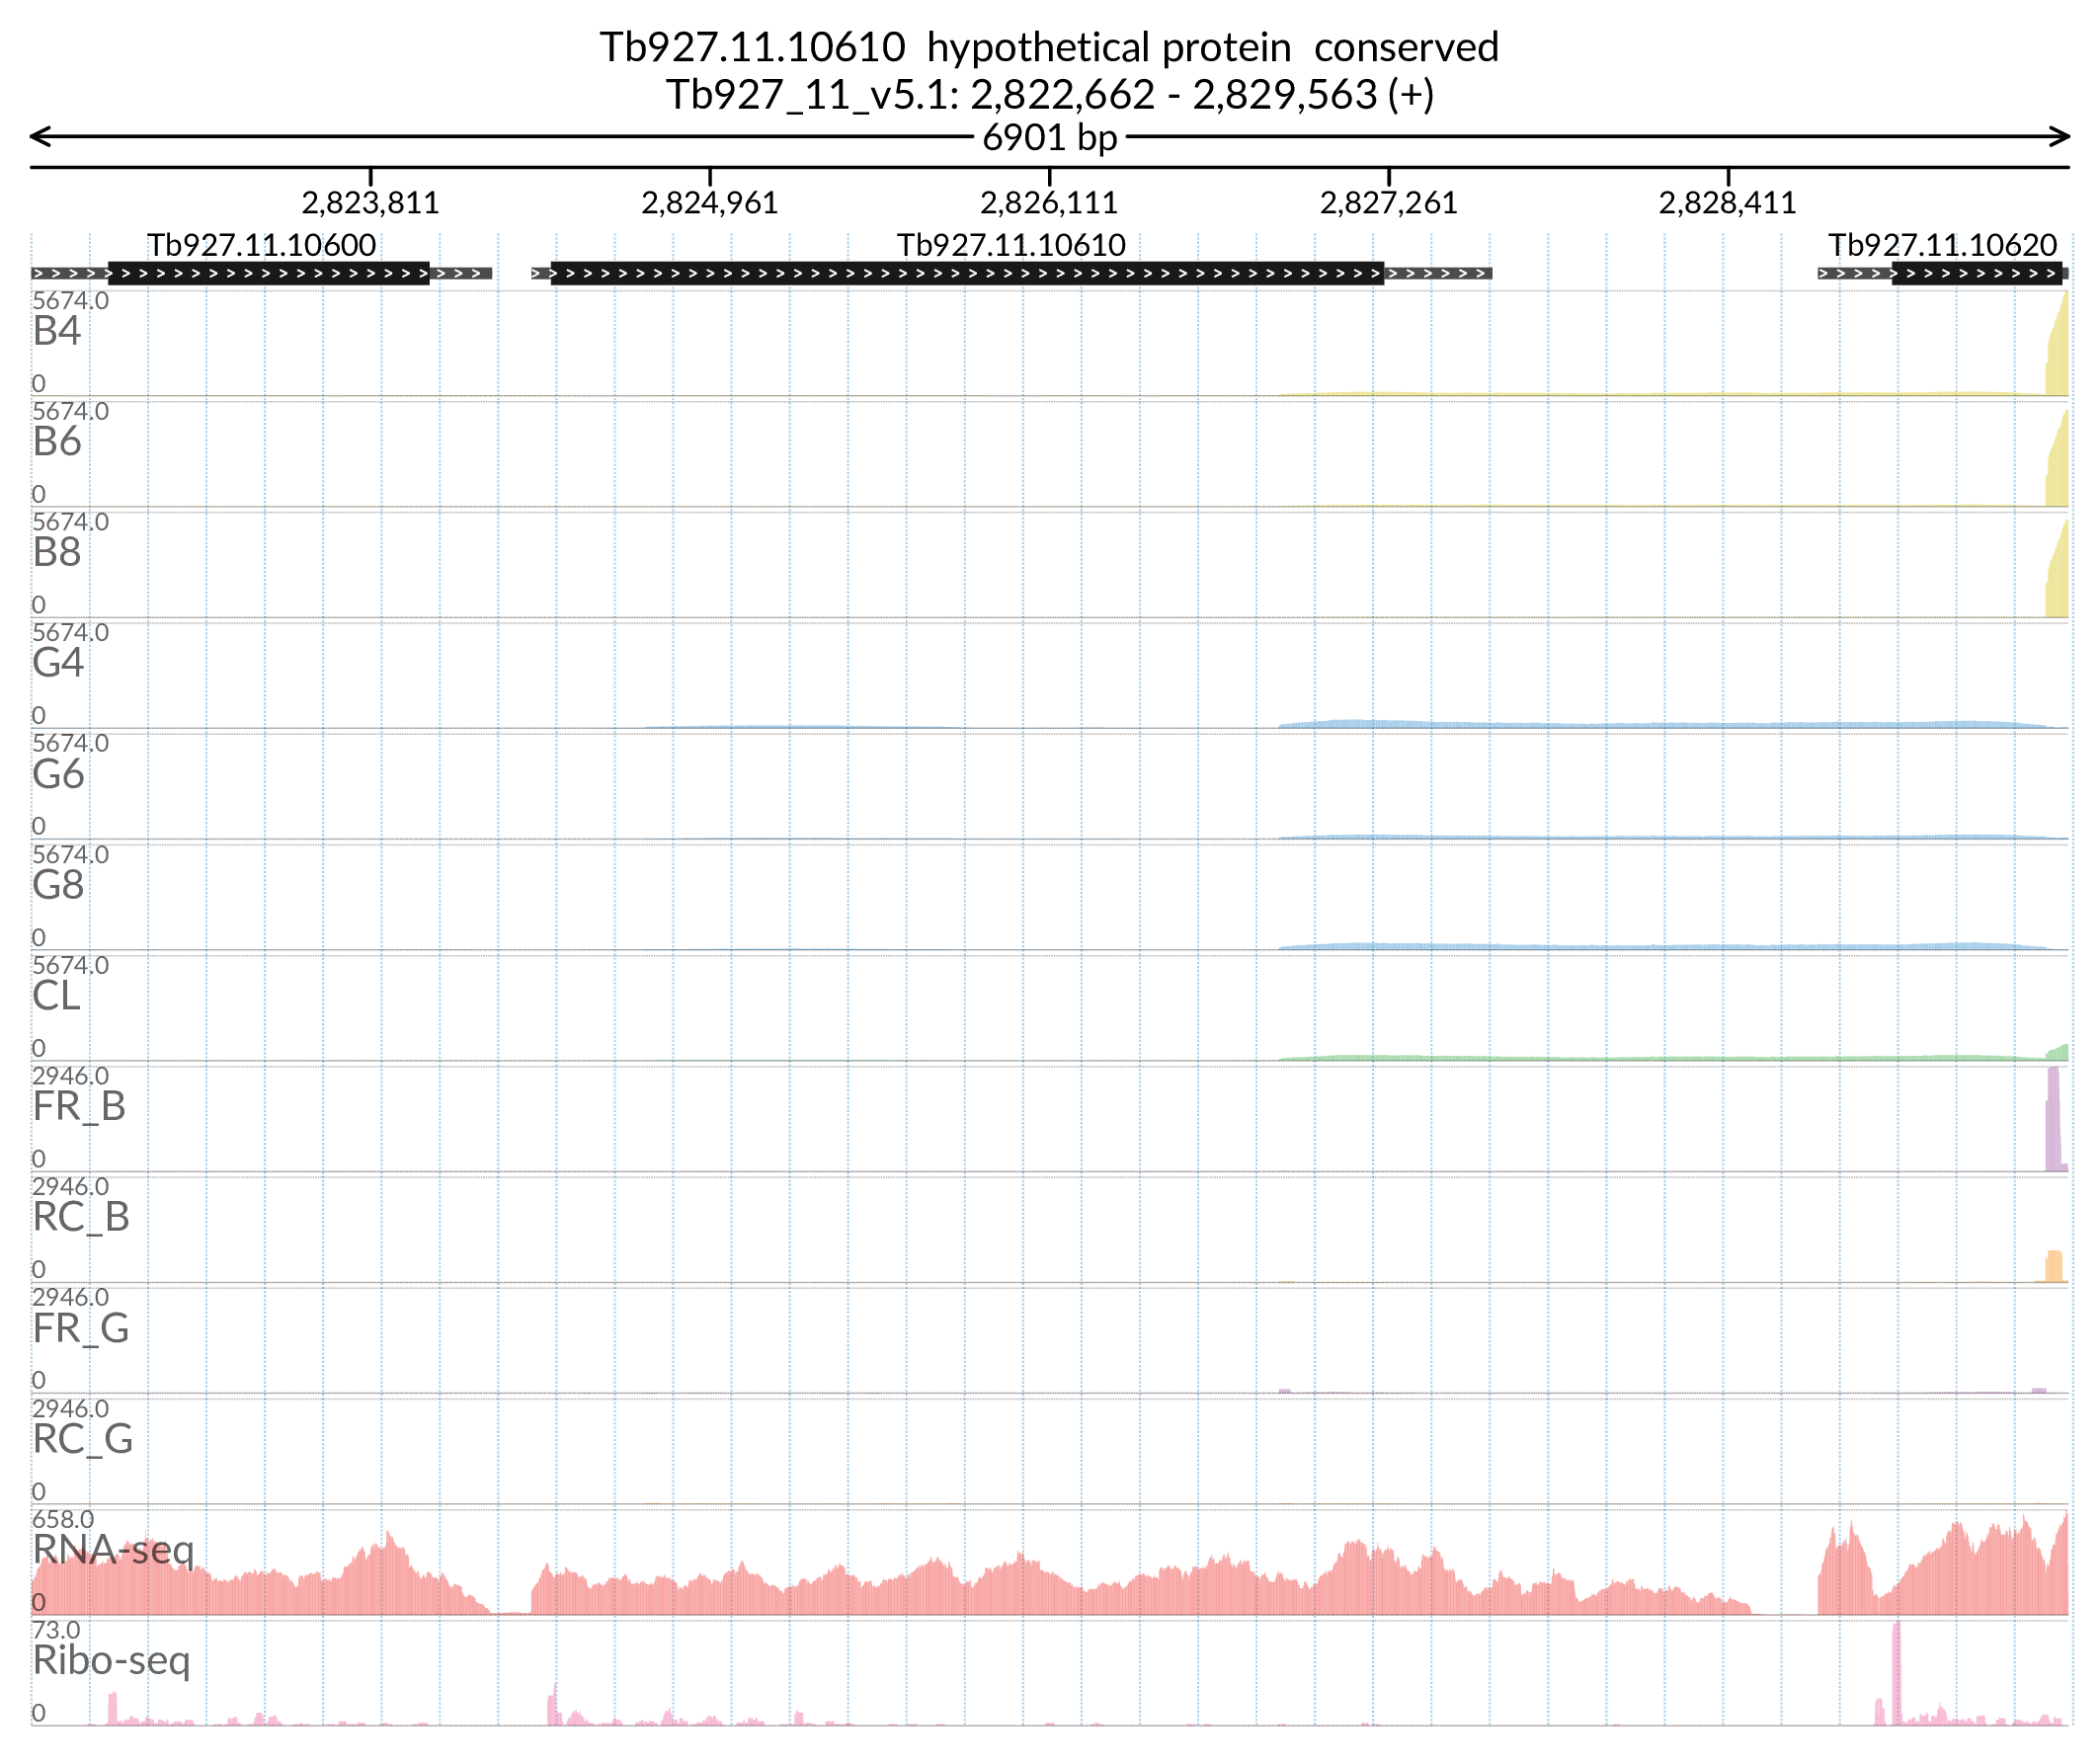 Tb927.11.10610 hypothetical protein conserved
Tb927_11_v5.1: 2,822,662 - 2,829,563 (+)
6901 bp
2,823,811 2,824,961 2,826,111 2,827,261 2,828,411
Tb927.11.10600 Tb927.11.10610 Tb927.11.10620
5674.0
B4
0
5674.0
B6
0
5674.0
B8
0
5674.0
G4
0
5674.0
G6
0
5674.0
G8
0
5674.0
CL
0
2946.0
FR_B
0
2946.0
RC_B
0
2946.0
FR_G
0
2946.0
RC_G
0
658.0
RNA-seq
0
73.0
Ribo-seq
0